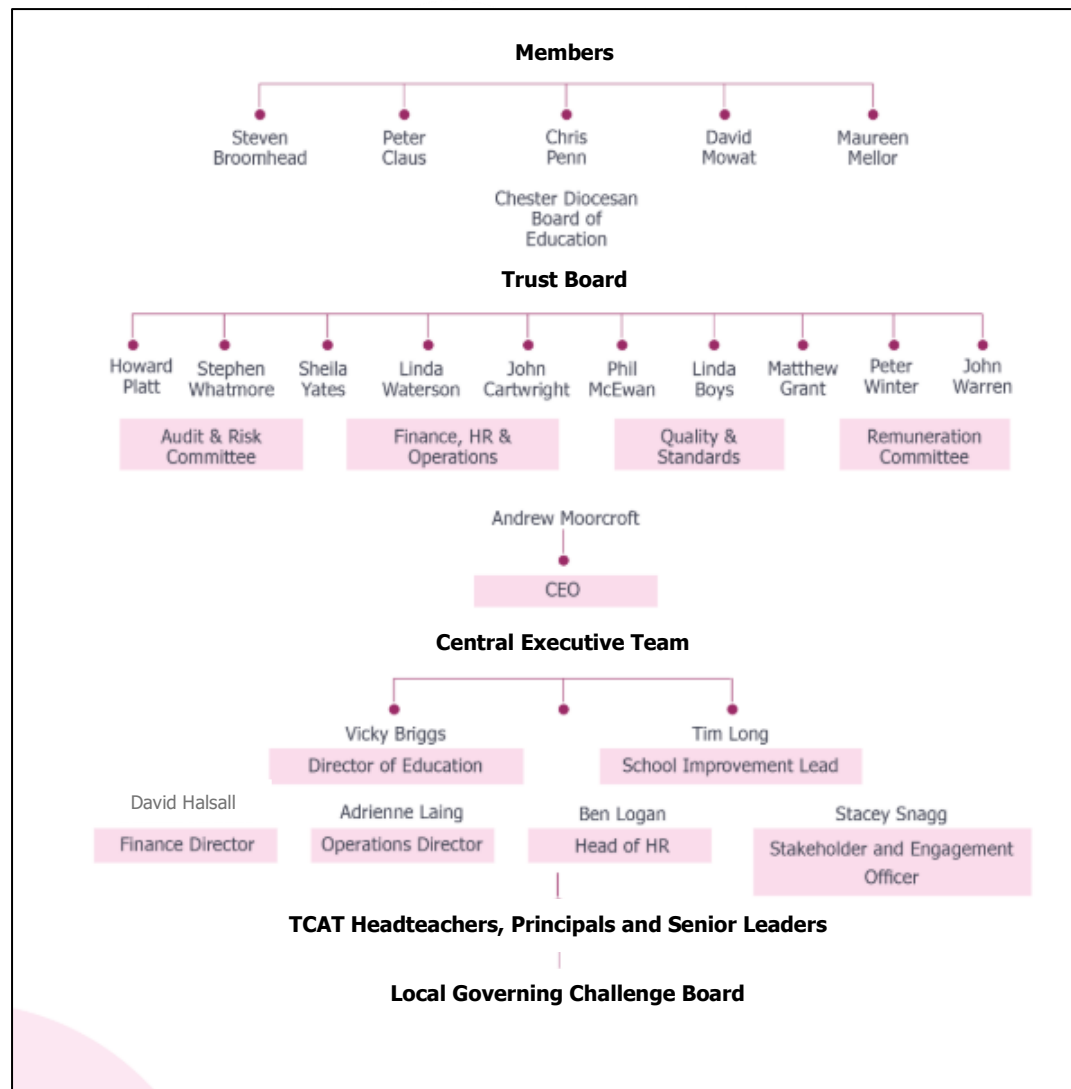 Members
Steven Broomhead
Peter Claus
Chris Penn
David Mowat
Maureen Mellor
Chester Diocesan
Board of
Education
Trust Board
Howard Platt
Stephen Whatmore
Sheila Yates
Linda Waterson
John Cartwright
Phil McEwan
Linda Boys
Matthew Grant
Peter Winter
John Warren
Audit & Risk
Committee
Finance, HR &
Operations
Quality &
Standards
Remuneration
Committee
Andrew Moorcroft
CEO
Central Executive Team
Vicky Briggs
Director of Education
Tim Long
School Improvement Lead
David Halsall
Finance Director
Adrienne Laing
Operations Director
Ben Logan
Head of HR
Stacey Snagg
Stakeholder and Engagement
Officer
TCAT Headteachers, Principals and Senior Leaders
Local Governing Challenge Board